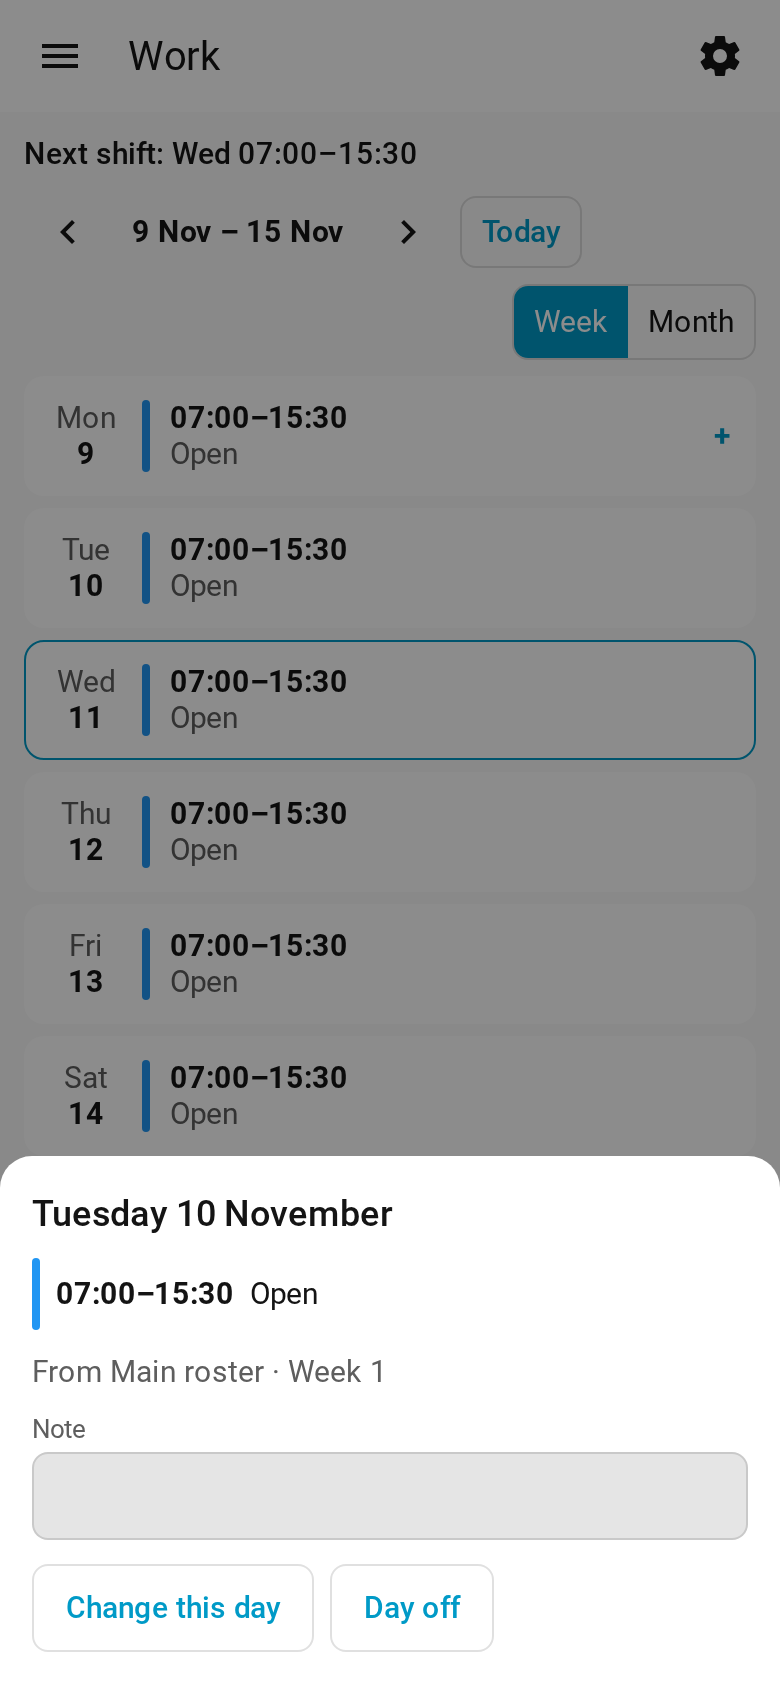 Work
Next shift: Wed 07:00–15:30
9 Nov – 15 Nov
Today
Week
Month
Mon
9
07:00–15:30
Open
+
Tue
10
07:00–15:30
Open
Wed
11
07:00–15:30
Open
Thu
12
07:00–15:30
Open
Fri
13
07:00–15:30
Open
Sat
14
07:00–15:30
Open
Tuesday 10 November
07:00–15:30 Open
From Main roster · Week 1
Note
Change this day
Day off